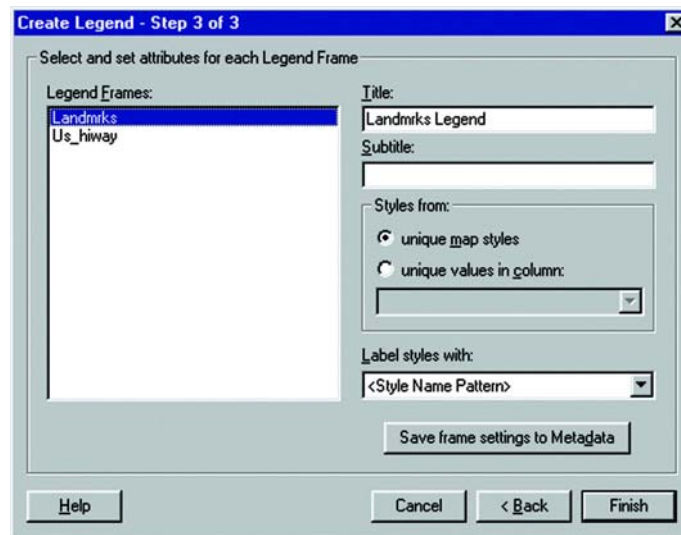 Create Legend - Step 3 of 3
Select and set attributes for each Legend Frame
Legend Frames:
Landmrks
Us_hiway
Title:
Landmrks Legend
Subtitle:
Styles from:
unique map styles
unique values in column:
Label styles with:
<Style Name Pattern>
Save frame settings to Metadata
Help
Cancel
< Back
Finish